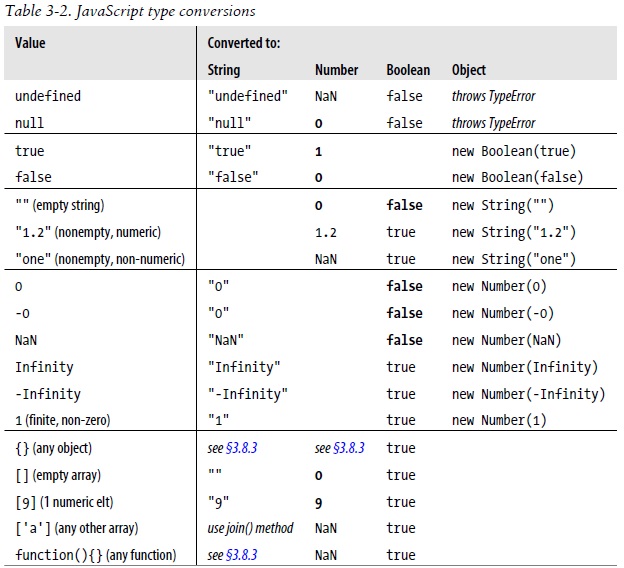 Table 3-2. JavaScript type conversions
Value Converted to:
String Number Boolean Object
undefined "undefined" NaN false throws TypeError
null "null" 0 false throws TypeError
true "true" 1 new Boolean(true)
false "false" 0 new Boolean(false)
"" (empty string) 0 false new String("")
"1.2" (nonempty, numeric) 1.2 true new String("1.2")
"one" (nonempty, non-numeric) NaN true new String("one")
0 "0" false new Number(0)
-0 "0" false new Number(-0)
NaN "NaN" false new Number(NaN)
Infinity "Infinity" true new Number(Infinity)
-Infinity "-Infinity" true new Number(-Infinity)
1 (finite, non-zero) "1" true new Number(1)
{} (any object) see §3.8.3 see §3.8.3 true
[] (empty array) "" 0 true
[9] (1 numeric elt) "9" 9 true
['a'] (any other array) use join() method NaN true
function(){} (any function) see §3.8.3 NaN true